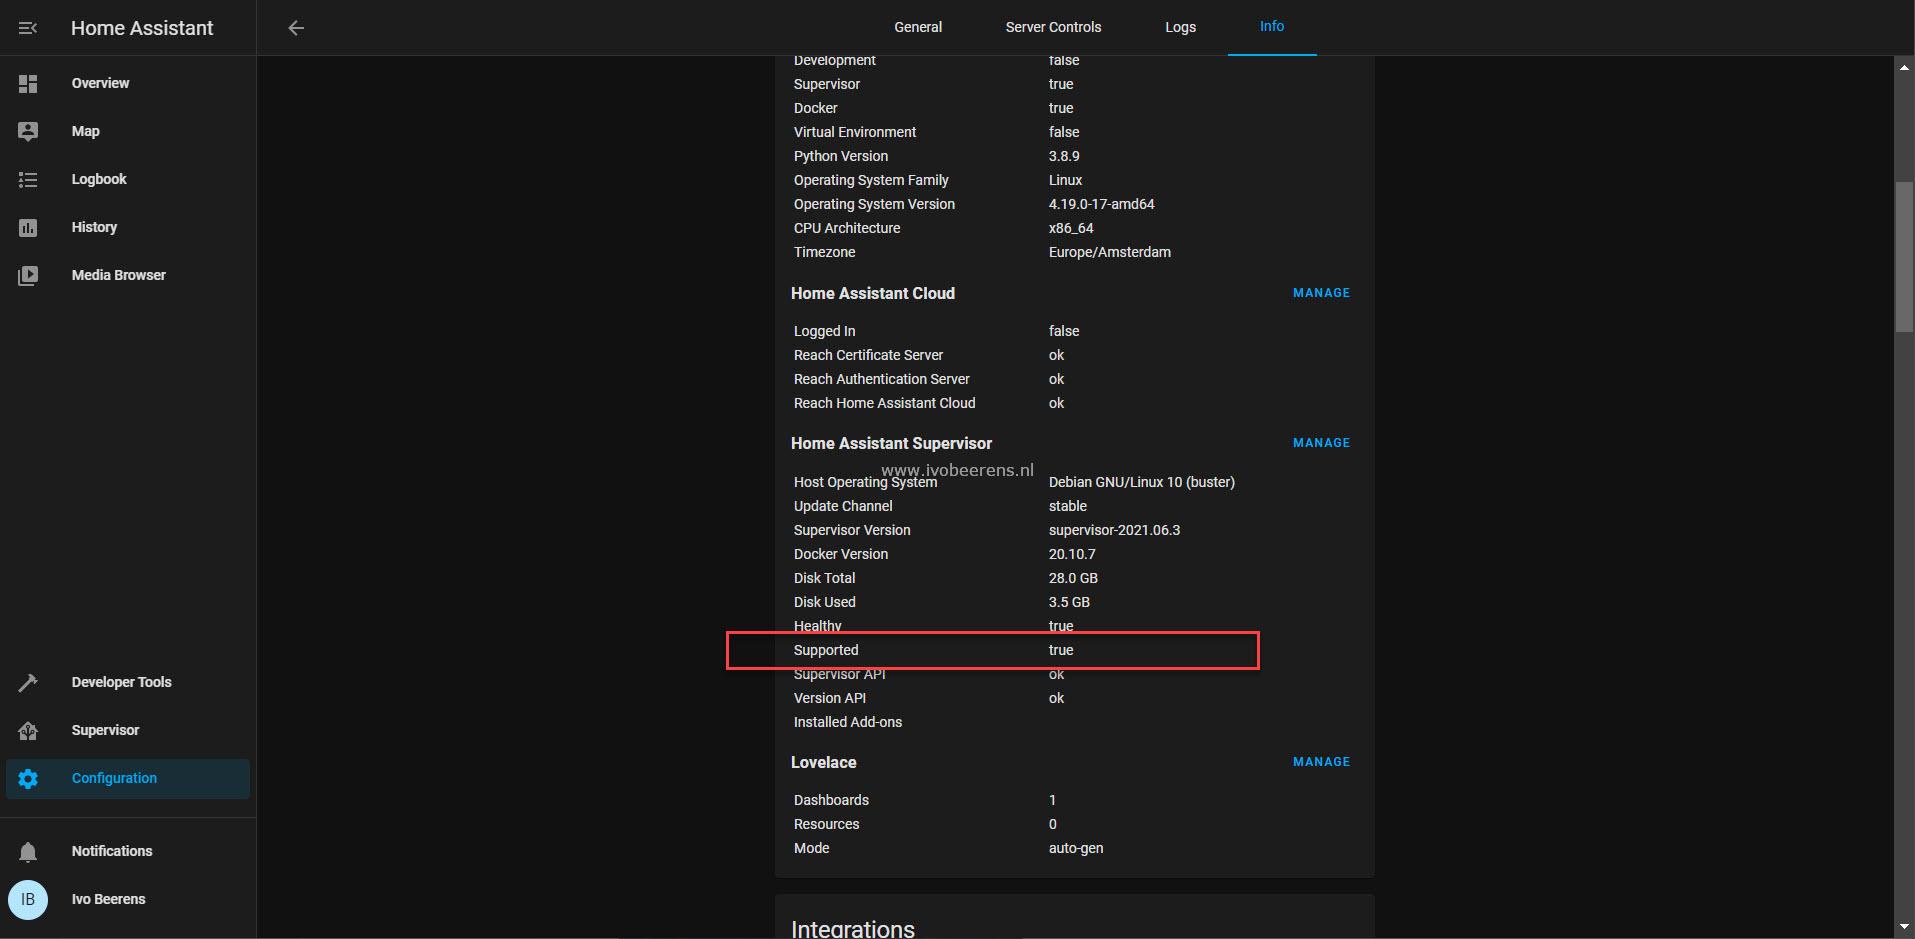 Home Assistant
General Server Controls Logs Info
Overview
Map
Logbook
History
Media Browser
Developer Tools
Supervisor
Configuration
Notifications
IB Ivo Beerens
Development false
Supervisor true
Docker true
Virtual Environment false
Python Version 3.8.9
Operating System Family Linux
Operating System Version 4.19.0-17-amd64
CPU Architecture x86_64
Timezone Europe/Amsterdam
Home Assistant Cloud MANAGE
Logged In false
Reach Certificate Server ok
Reach Authentication Server ok
Reach Home Assistant Cloud ok
Home Assistant Supervisor MANAGE
www.ivobeerens.nl
Host Operating System Debian GNU/Linux 10 (buster)
Update Channel stable
Supervisor Version supervisor-2021.06.3
Docker Version 20.10.7
Disk Total 28.0 GB
Disk Used 3.5 GB
Healthy true
Supported true
Supervisor API ok
Version API ok
Installed Add-ons
Lovelace MANAGE
Dashboards 1
Resources 0
Mode auto-gen
Integrations